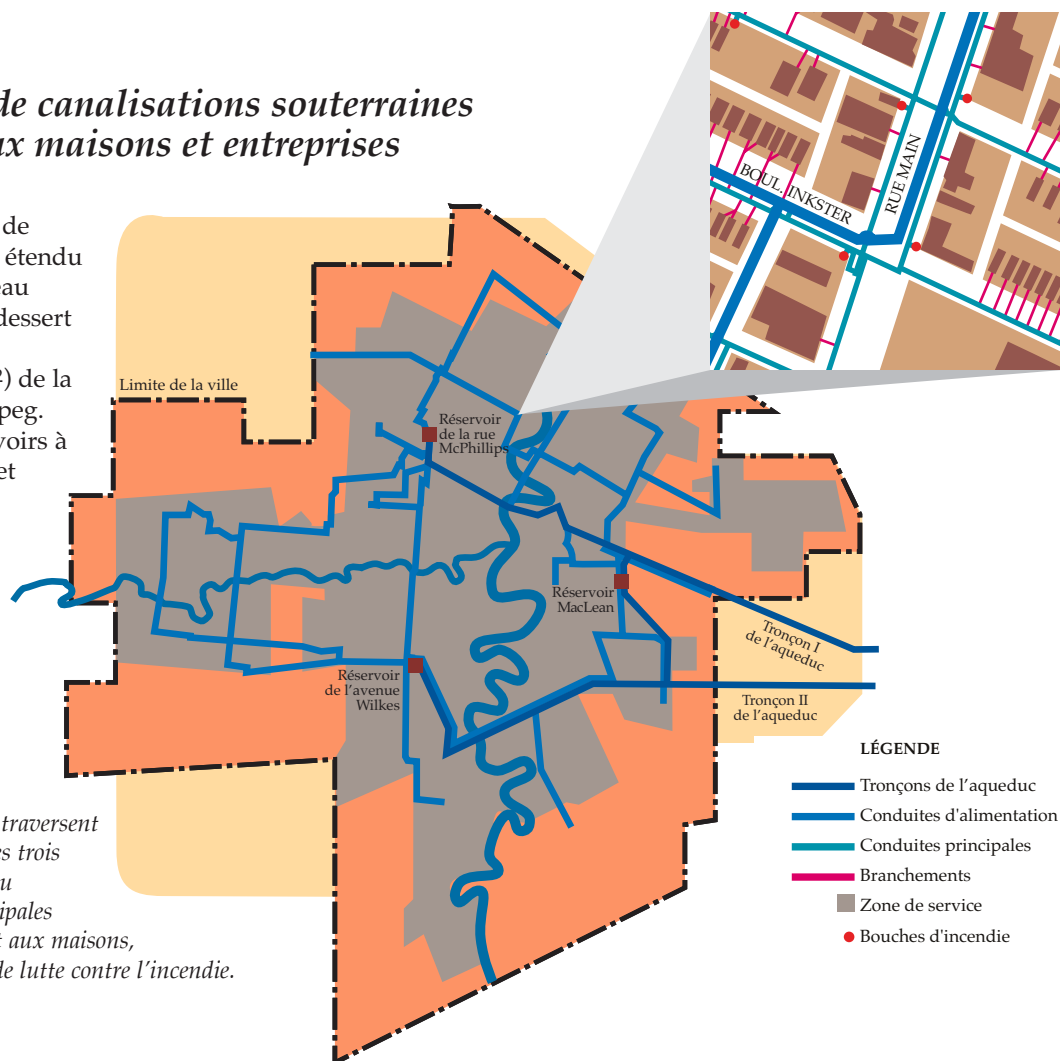 de canalisations souterraines
ux maisons et entreprises
de
étendu
eau
dessert
2) de la
peg.
voirs à
et
BOUL. INKSTER
RUE MAIN
Limite de la ville
Réservoir
de la rue
McPhillips
Réservoir
MacLean
Tronçon I
de l'aqueduc
Réservoir
de l'avenue
Wilkes
Tronçon II
de l'aqueduc
LÉGENDE
Tronçons de l'aqueduc
Conduites d'alimentation
Conduites principales
Branchements
Zone de service
Bouches d'incendie
traversent
es trois
u
cipales
t aux maisons,
de lutte contre l'incendie.